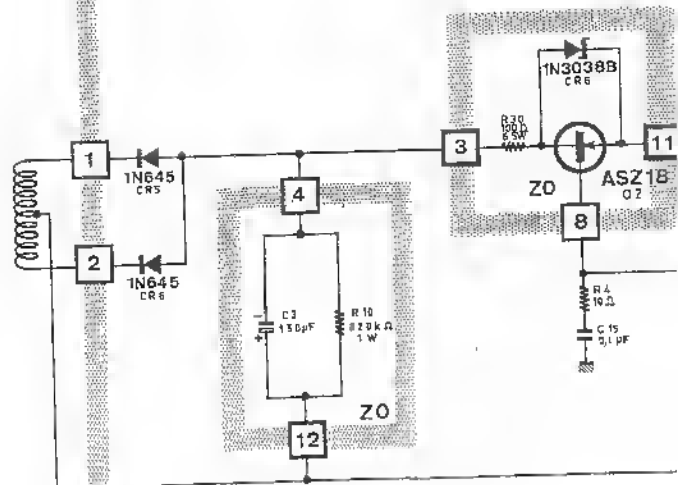 1N3038B
CR6
R30
100Ω
6.5W
1
3
11
1N645
CR5
4
ZO
ASZ18
Q2
2
8
1N645
CR6
R4
10Ω
C3
150µF
R10
820kΩ
1W
C15
0,1µF
ZO
12